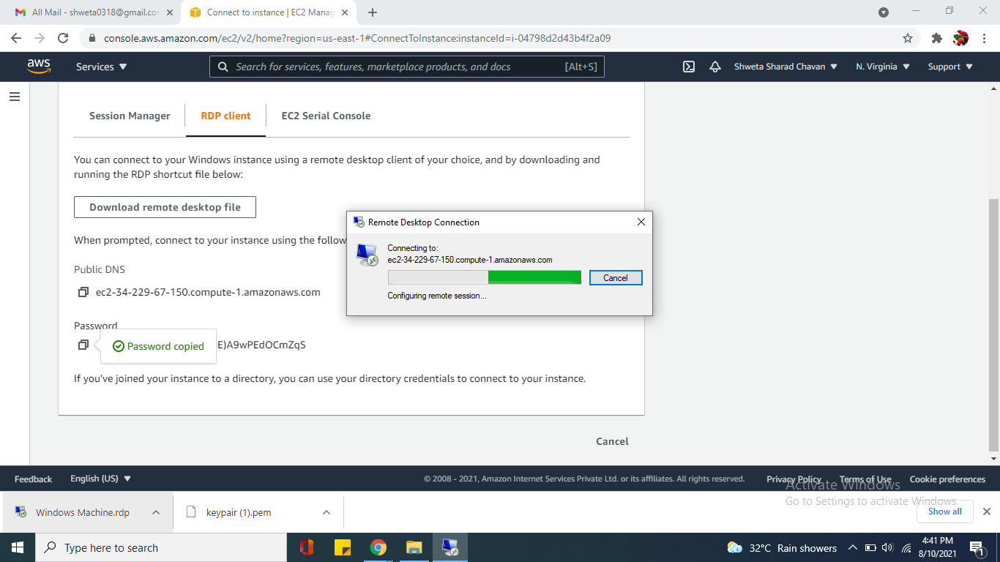 All Mail - shweta0318@gmail.cor
Connect to instance | EC2 Manag
console.aws.amazon.com/ec2/v2/home?region=us-east-1#ConnectToInstance:instanceId=i-04798d2d43b4f2a09
aws
Services
Search for services, features, marketplace products, and docs
[Alt+S]
Shweta Sharad Chavan
N. Virginia
Support
Session Manager
RDP client
EC2 Serial Console
You can connect to your Windows instance using a remote desktop client of your choice, and by downloading and
running the RDP shortcut file below:
Download remote desktop file
When prompted, connect to your instance using the follow
Public DNS
ec2-34-229-67-150.compute-1.amazonaws.com
Password
Password copied
E)A9wPEdOCmZqS
If you've joined your instance to a directory, you can use your directory credentials to connect to your instance.
Cancel
Remote Desktop Connection
Connecting to:
ec2-34-229-67-150.compute-1.amazonaws.com
Cancel
Configuring remote session...
Feedback
English (US)
© 2008 - 2021, Amazon Internet Services Private Ltd. or its affiliates. All rights reserved.
Privacy Policy
Terms of Use
Cookie preferences
Activate Windows
Go to Settings to activate Windows.
Windows Machine.rdp
keypair (1).pem
Show all
Type here to search
32°C Rain showers
4:41 PM
8/10/2021
1